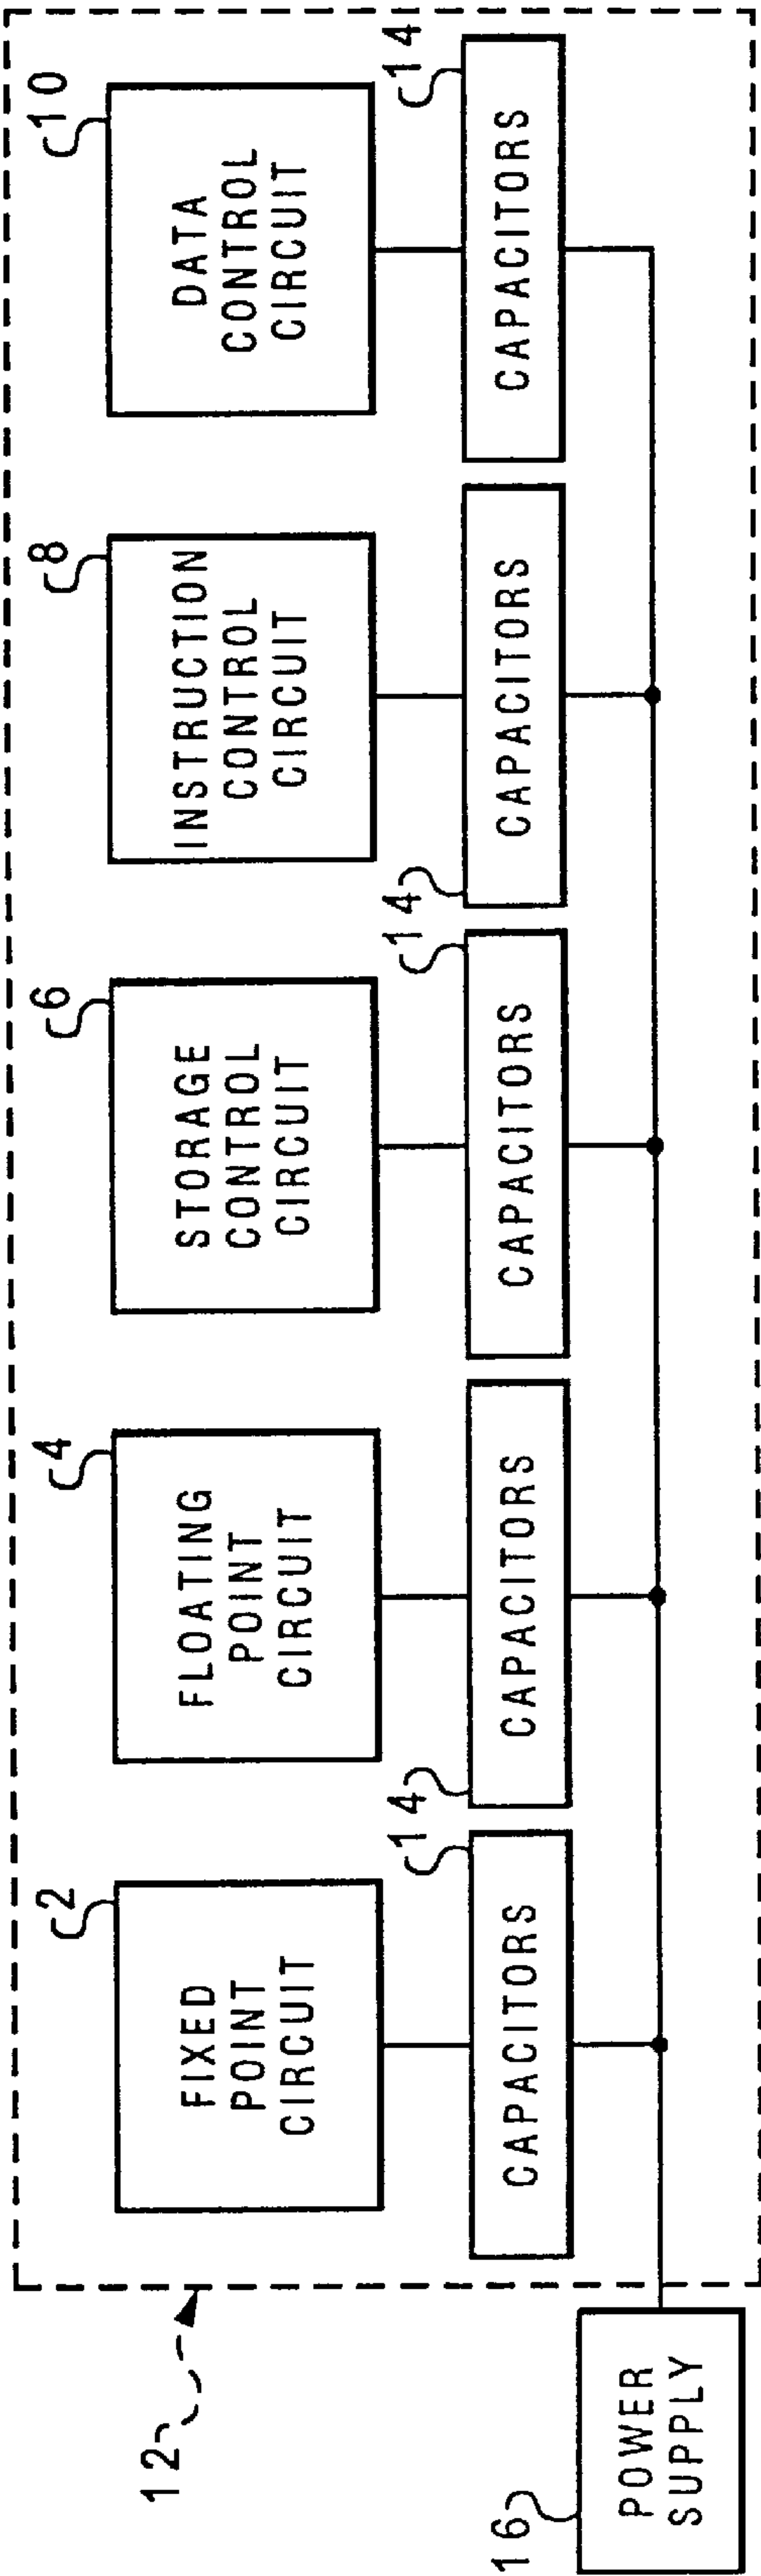 12
2
FIXED
POINT
CIRCUIT
4
FLOATING
POINT
CIRCUIT
6
STORAGE
CONTROL
CIRCUIT
8
INSTRUCTION
CONTROL
CIRCUIT
10
DATA
CONTROL
CIRCUIT
14
CAPACITORS
14
CAPACITORS
14
CAPACITORS
14
CAPACITORS
14
CAPACITORS
16
POWER
SUPPLY